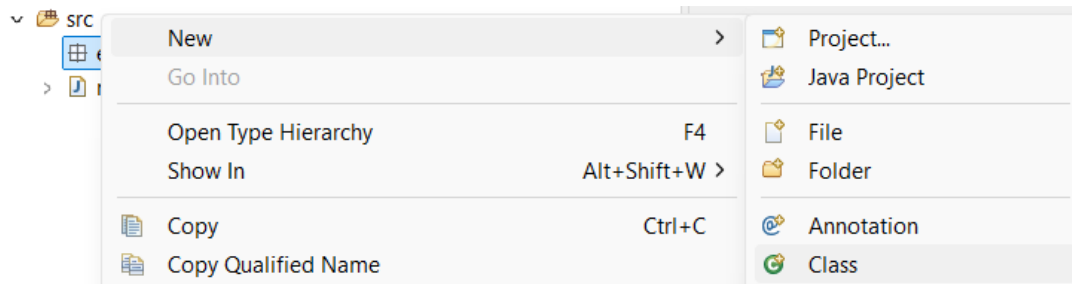 src
New > Project...
Go Into Java Project
Open Type Hierarchy F4 File
Show In Alt+Shift+W > Folder
Copy Ctrl+C Annotation
Copy Qualified Name Class